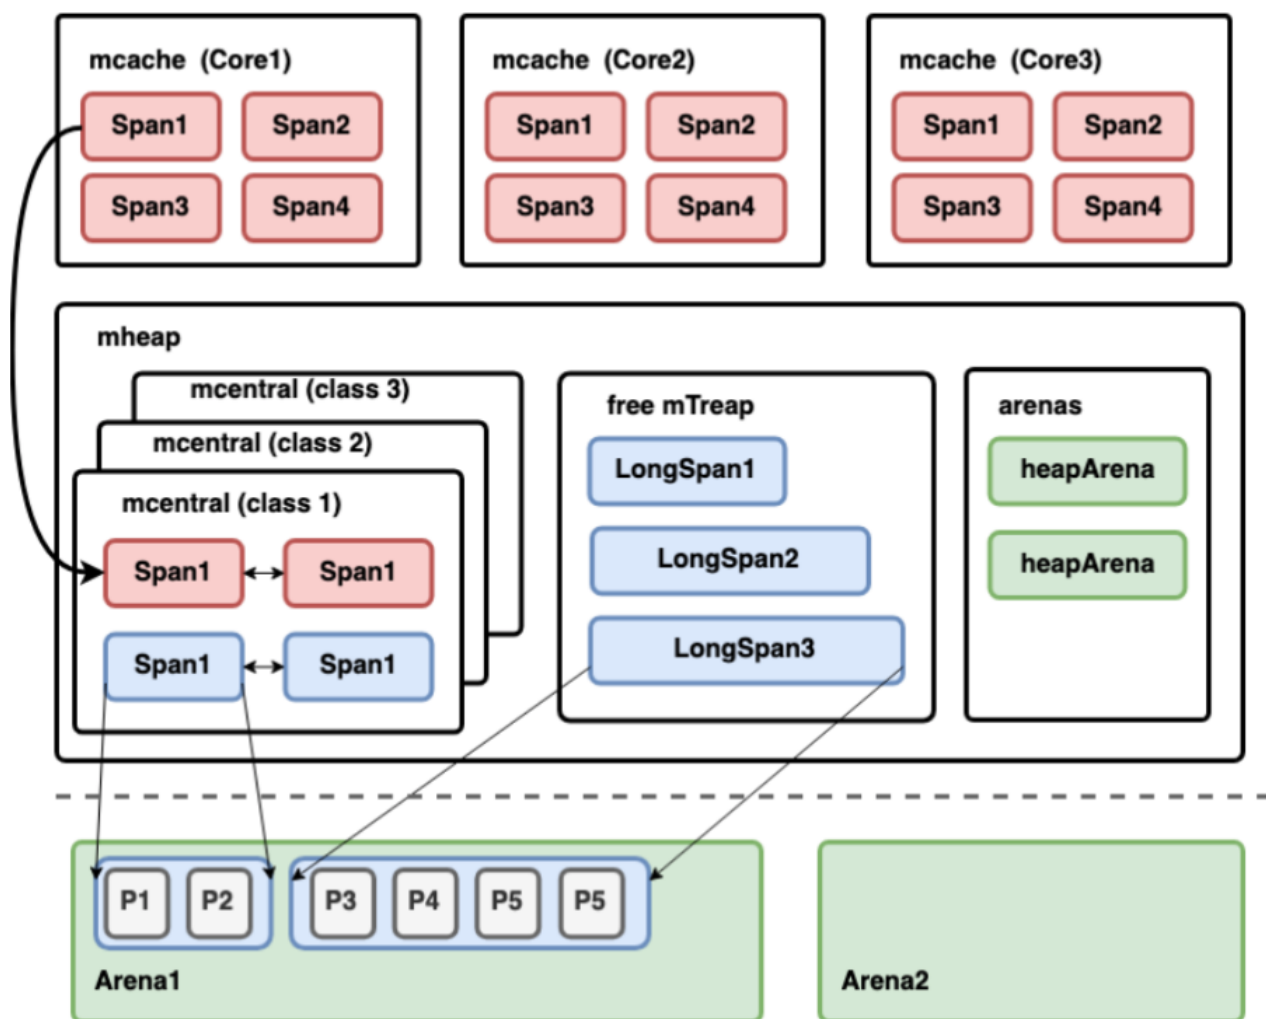 mcache (Core1)
Span1 Span2
Span3 Span4
mcache (Core2)
Span1 Span2
Span3 Span4
mcache (Core3)
Span1 Span2
Span3 Span4
mheap
mcentral (class 3)
mcentral (class 2)
mcentral (class 1)
Span1 Span1
Span1 Span1
free mTreap
LongSpan1
LongSpan2
LongSpan3
arenas
heapArena
heapArena
P1 P2 P3 P4 P5 P5
Arena1
Arena2